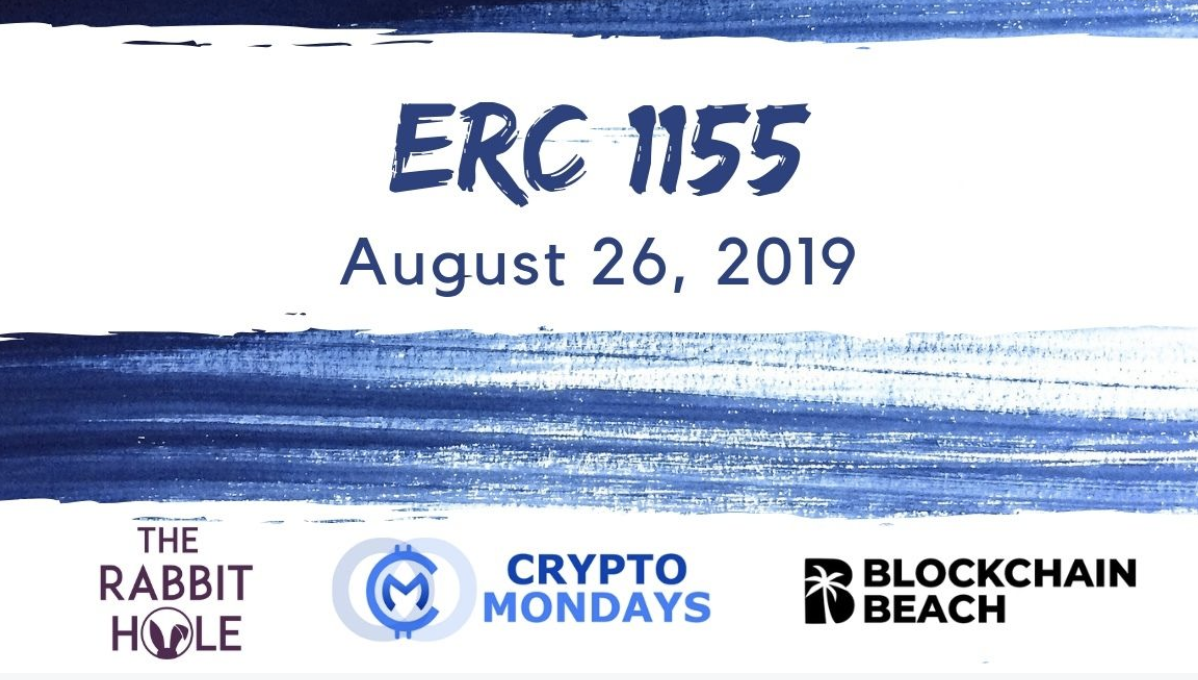 ERC 1155
August 26, 2019
THE
RABBIT
HOLE
CRYPTO
MONDAYS
BLOCKCHAIN
BEACH